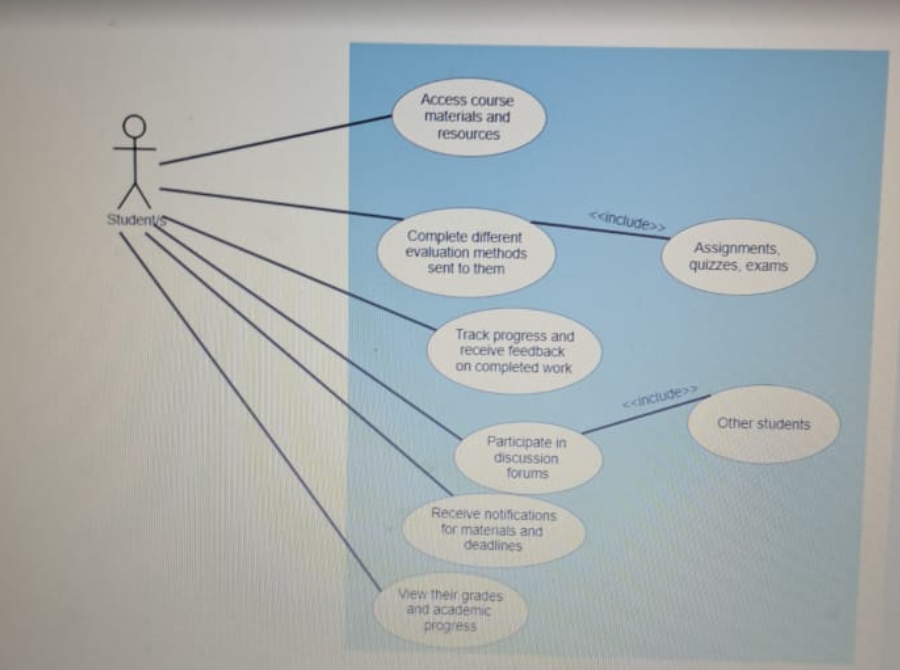 Access course
materials and
resources
Student/s
<<include>>
Complete different
evaluation methods
sent to them
Assignments,
quizzes, exams
Track progress and
receive feedback
on completed work
<<include>>
Other students
Participate in
discussion
forums
Receive notifications
for materials and
deadlines
View their grades
and academic
progress